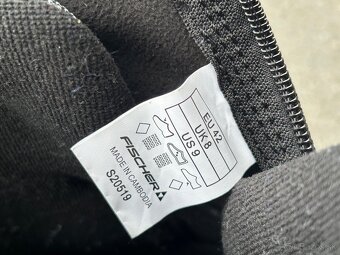 EU 42
UK 8
US 9
FISCHER
MADE IN CAMBODIA
S20519